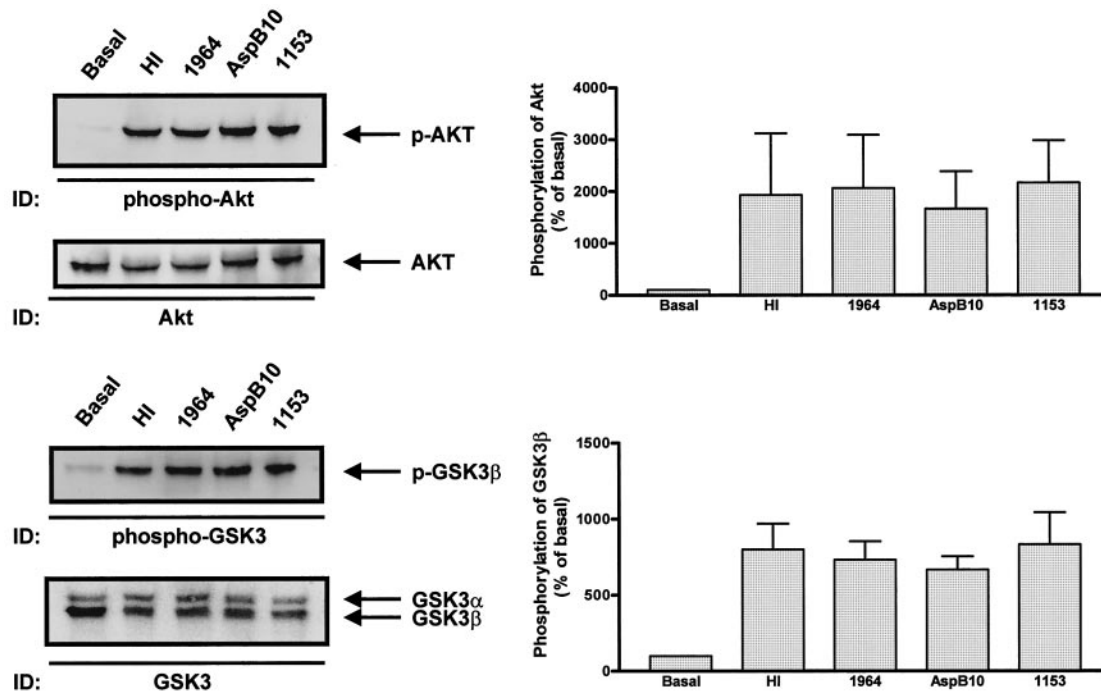 Basal HI 1964 AspB10 1153
p-AKT
ID: phospho-Akt
AKT
ID: Akt
Phosphorylation of Akt
(% of basal)
4000
3000
2000
1000
0
Basal HI 1964 AspB10 1153
Basal HI 1964 AspB10 1153
p-GSK3β
ID: phospho-GSK3
GSK3α
GSK3β
ID: GSK3
Phosphorylation of GSK3β
(% of basal)
1500
1000
500
0
Basal HI 1964 AspB10 1153